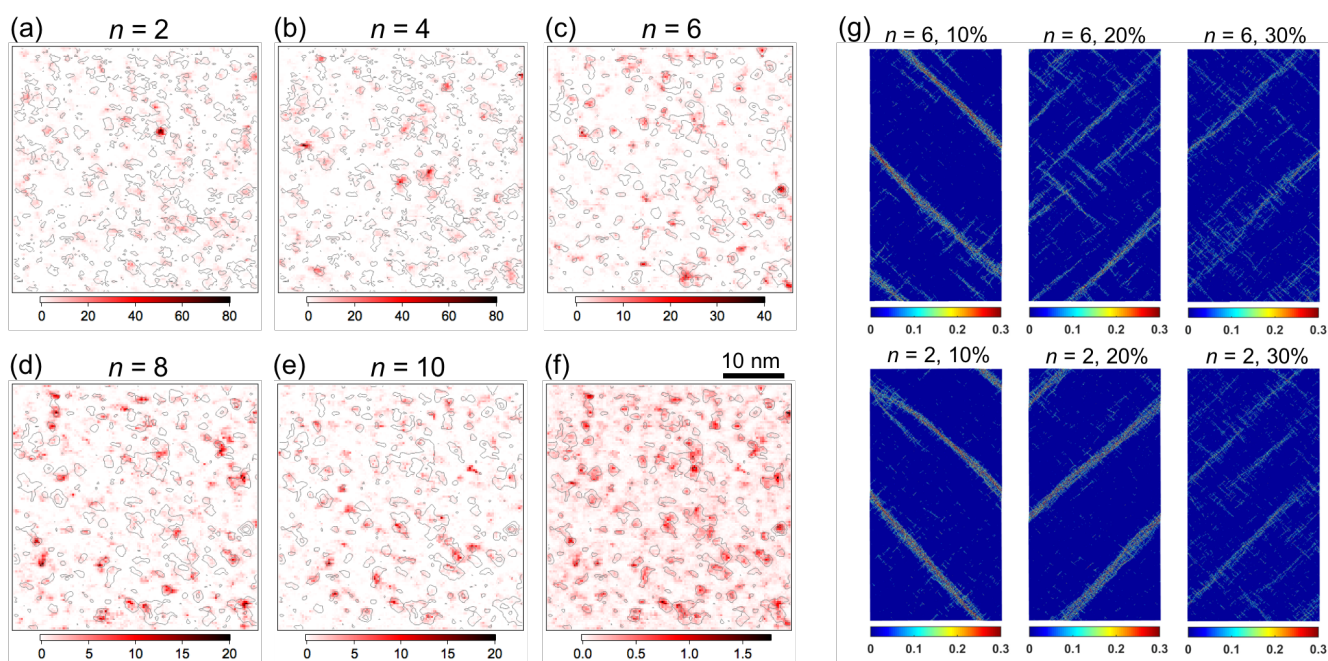 (a) n = 2
(b) n = 4
(c) n = 6
0 20 40 60 80
0 20 40 60 80
0 10 20 30 40
(d) n = 8
(e) n = 10
(f) 10 nm
0 5 10 15 20
0 5 10 15 20
0.0 0.5 1.0 1.5
(g)
n = 6, 10% n = 6, 20% n = 6, 30%
0 0.1 0.2 0.3 0 0.1 0.2 0.3 0 0.1 0.2 0.3
n = 2, 10% n = 2, 20% n = 2, 30%
0 0.1 0.2 0.3 0 0.1 0.2 0.3 0 0.1 0.2 0.3